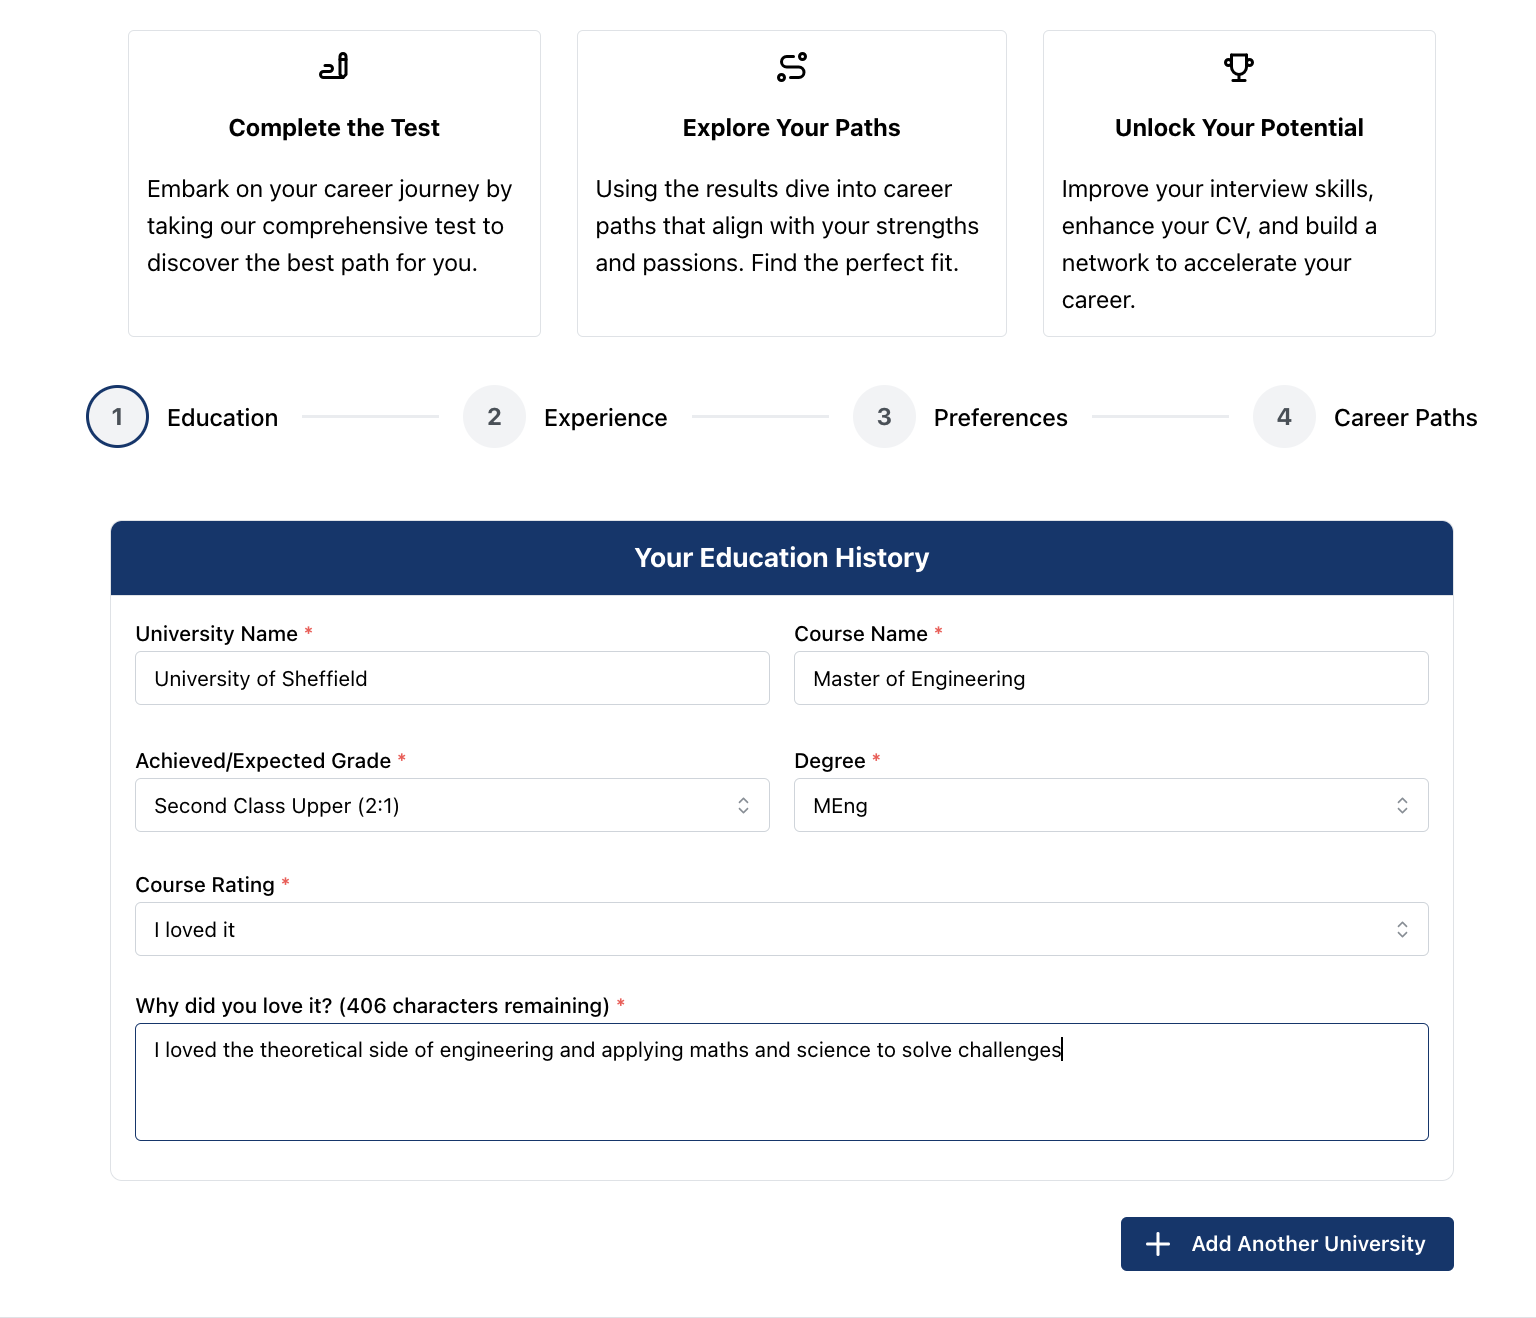 Complete the Test
Embark on your career journey by
taking our comprehensive test to
discover the best path for you.
Explore Your Paths
Using the results dive into career
paths that align with your strengths
and passions. Find the perfect fit.
Unlock Your Potential
Improve your interview skills,
enhance your CV, and build a
network to accelerate your
career.
1 Education 2 Experience 3 Preferences 4 Career Paths
Your Education History
University Name * Course Name *
University of Sheffield Master of Engineering
Achieved/Expected Grade * Degree *
Second Class Upper (2:1) MEng
Course Rating *
I loved it
Why did you love it? (406 characters remaining) *
I loved the theoretical side of engineering and applying maths and science to solve challenges
Add Another University